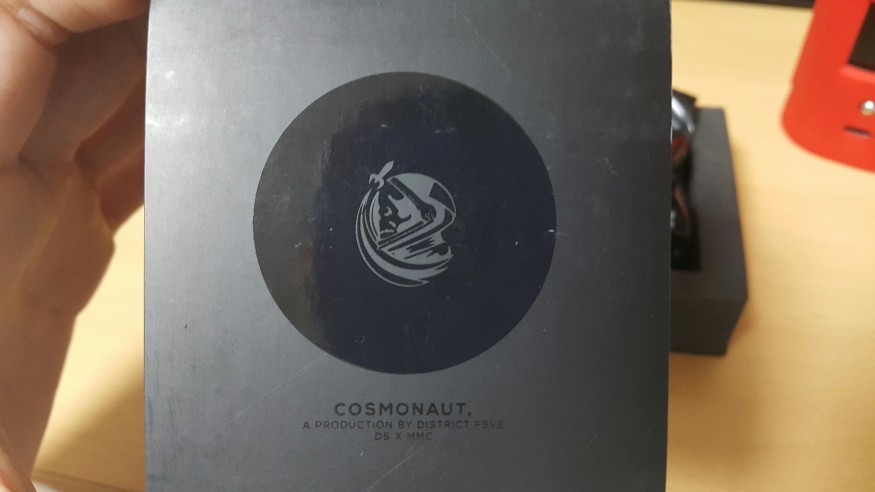 COSMONAUT.
A PRODUCTION BY DISTRICT F5VE
D5 X MMC